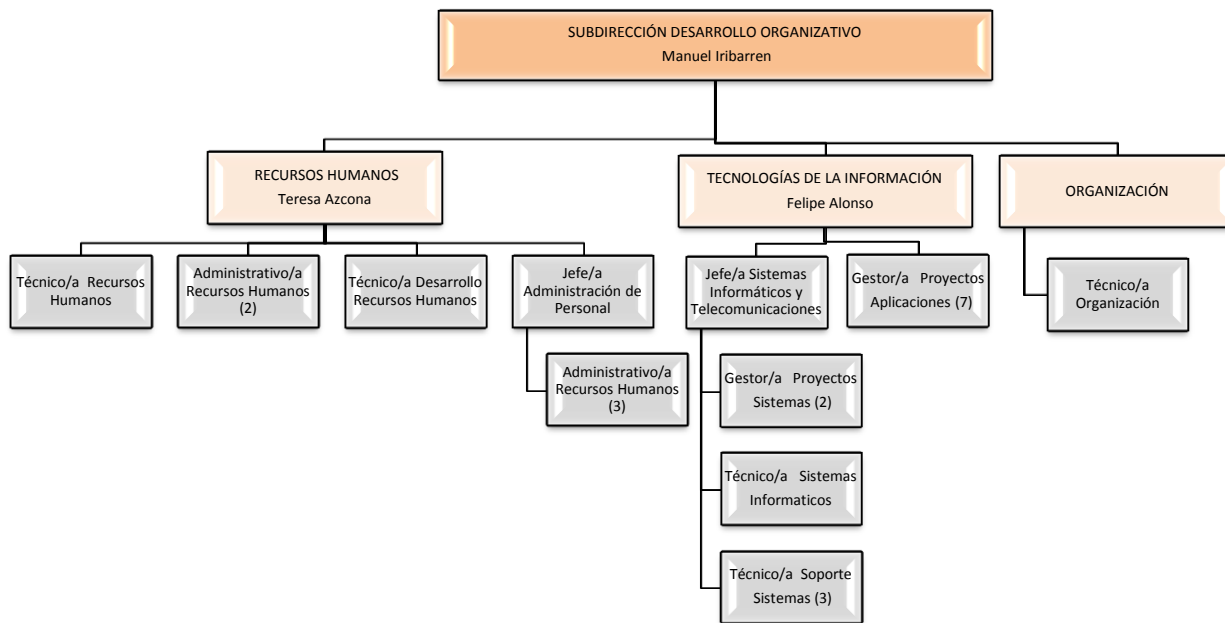 SUBDIRECCIÓN DESARROLLO ORGANIZATIVO
Manuel Iribarren
RECURSOS HUMANOS
Teresa Azcona
TECNOLOGÍAS DE LA INFORMACIÓN
Felipe Alonso
ORGANIZACIÓN
Técnico/a Recursos
Humanos
Administrativo/a
Recursos Humanos
(2)
Técnico/a Desarrollo
Recursos Humanos
Jefe/a
Administración de
Personal
Administrativo/a
Recursos Humanos
(3)
Jefe/a Sistemas
Informáticos y
Telecomunicaciones
Gestor/a Proyectos
Aplicaciones (7)
Gestor/a Proyectos
Sistemas (2)
Técnico/a Sistemas
Informaticos
Técnico/a Soporte
Sistemas (3)
Técnico/a
Organización